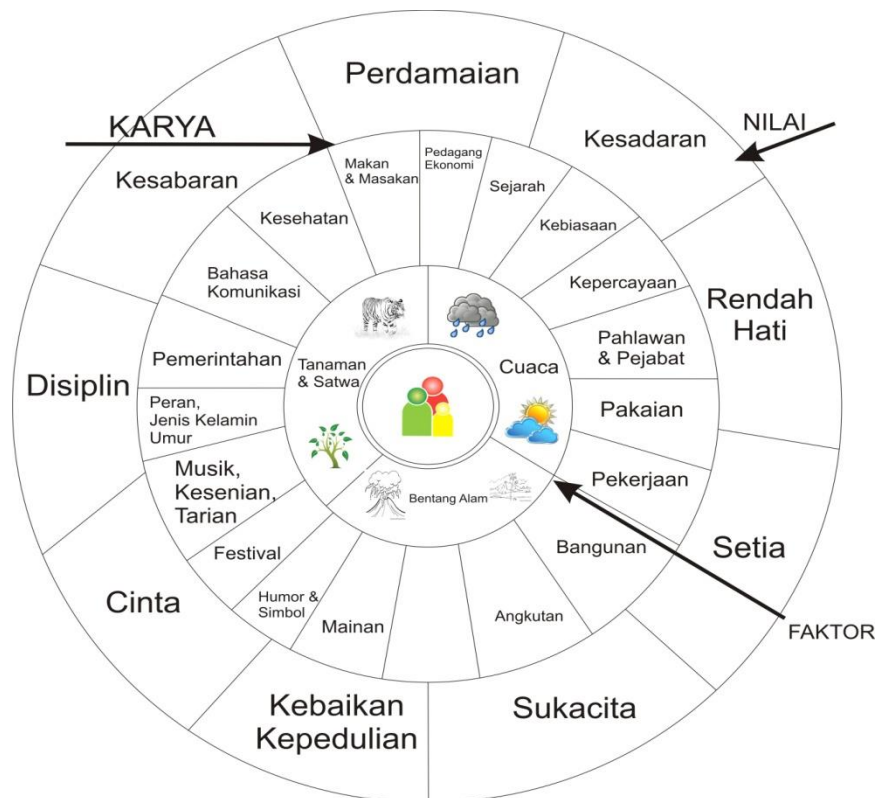 Perdamaian
KARYA
NILAI
Kesadaran
Kesabaran
Makan
& Masakan
Pedagang
Ekonomi
Sejarah
Kesehatan
Kebiasaan
Bahasa
Komunikasi
Kepercayaan
Rendah
Hati
Pahlawan
& Pejabat
Pemerintahan
Tanaman
& Satwa
Cuaca
Disiplin
Peran,
Jenis Kelamin
Umur
Pakaian
Musik,
Kesenian,
Tarian
Bentang Alam
Pekerjaan
Setia
Festival
Bangunan
Cinta
Humor &
Simbol
Mainan
Angkutan
FAKTOR
Kebaikan
Kepedulian
Sukacita